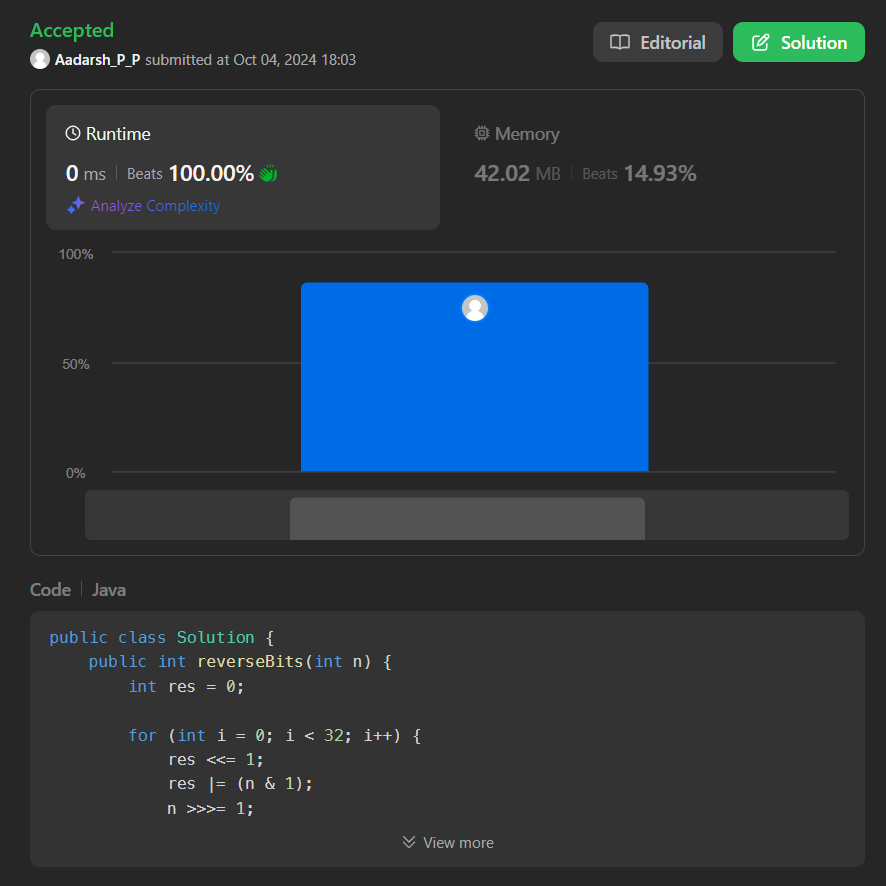 Accepted
Aadarsh_P_P submitted at Oct 04, 2024 18:03
Editorial
Solution
Runtime
0 ms | Beats 100.00%
Analyze Complexity
Memory
42.02 MB | Beats 14.93%
100%
50%
0%
Code | Java
public class Solution {
    public int reverseBits(int n) {
        int res = 0;
        for (int i = 0; i < 32; i++) {
            res <<= 1;
            res |= (n & 1);
            n >>>= 1;
View more